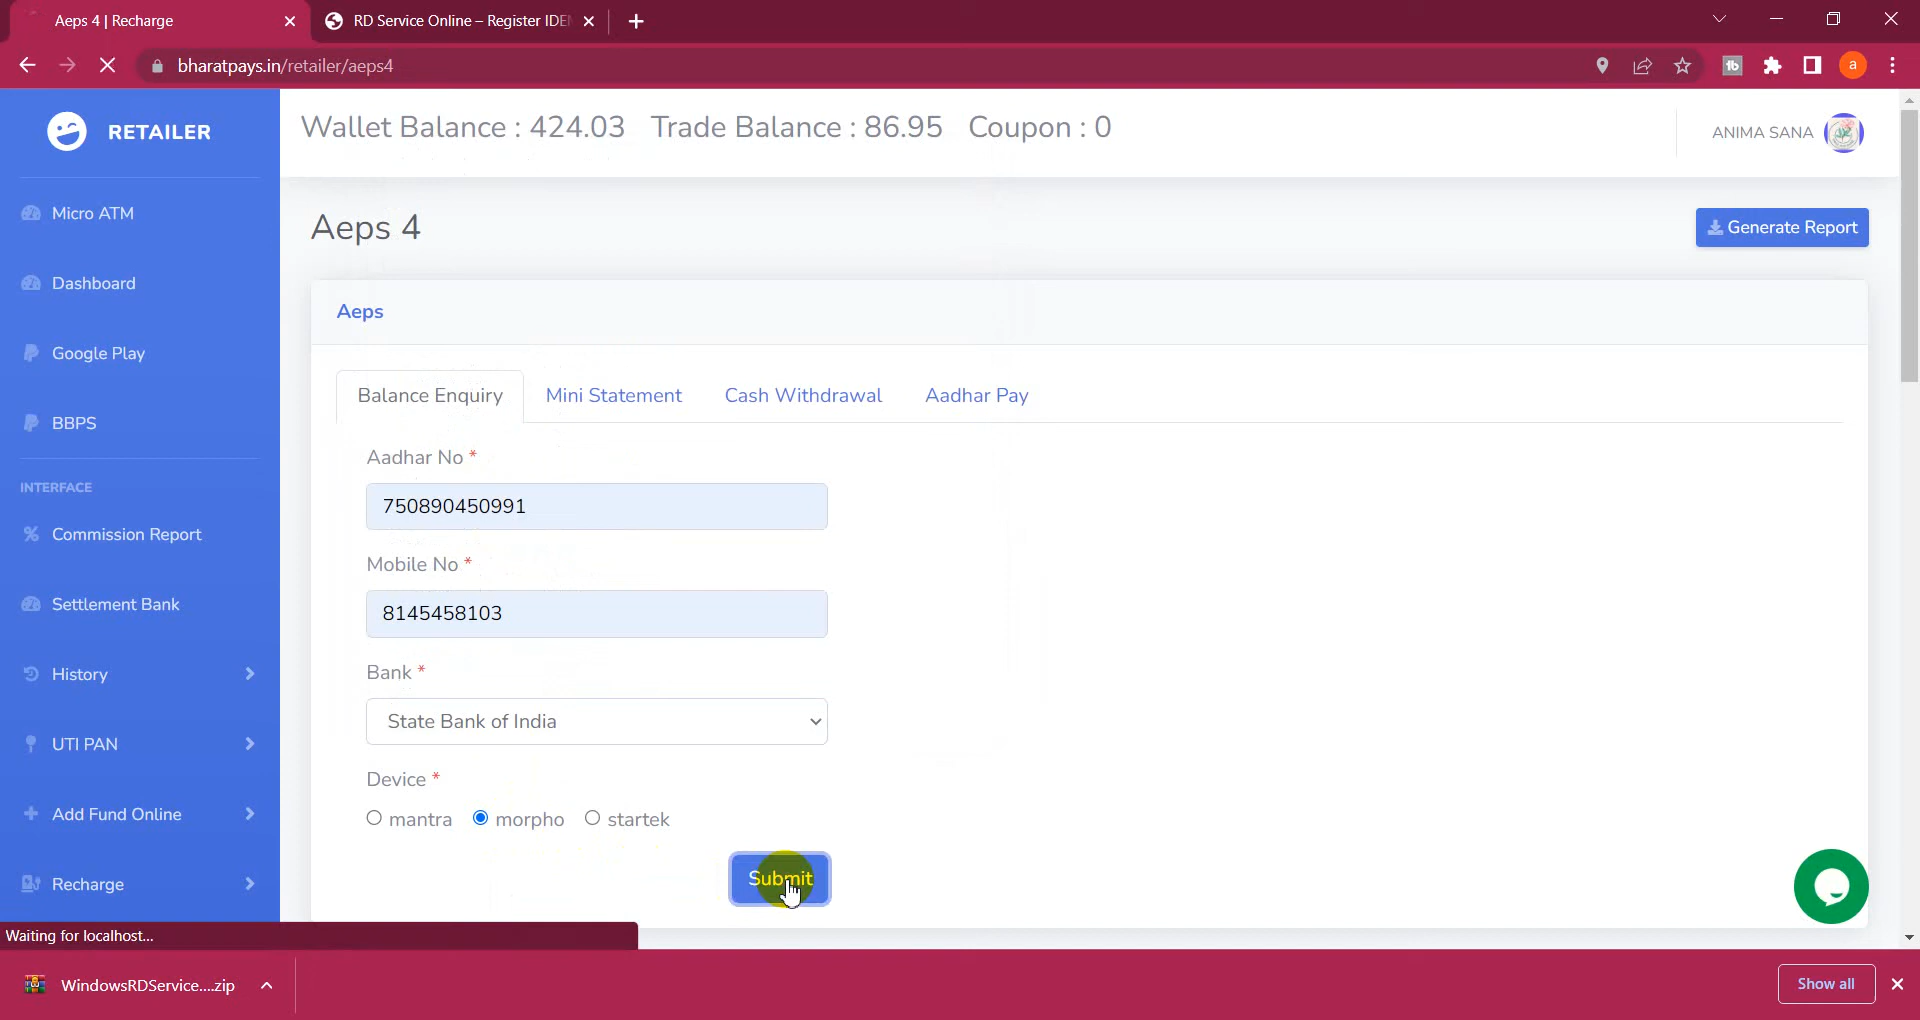 Aeps 4 | Recharge
RD Service Online – Register IDE
bharatpays.in/retailer/aeps4
a
RETAILER
Wallet Balance : 424.03 Trade Balance : 86.95 Coupon : 0
ANIMA SANA
Micro ATM
Dashboard
Google Play
BBPS
INTERFACE
Commission Report
Settlement Bank
History
UTI PAN
Add Fund Online
Recharge
Aeps 4
Generate Report
Aeps
Balance Enquiry
Mini Statement
Cash Withdrawal
Aadhar Pay
Aadhar No *
750890450991
Mobile No *
8145458103
Bank *
State Bank of India
Device *
mantra morpho startek
Submit
Waiting for localhost...
WindowsRDService....zip
Show all